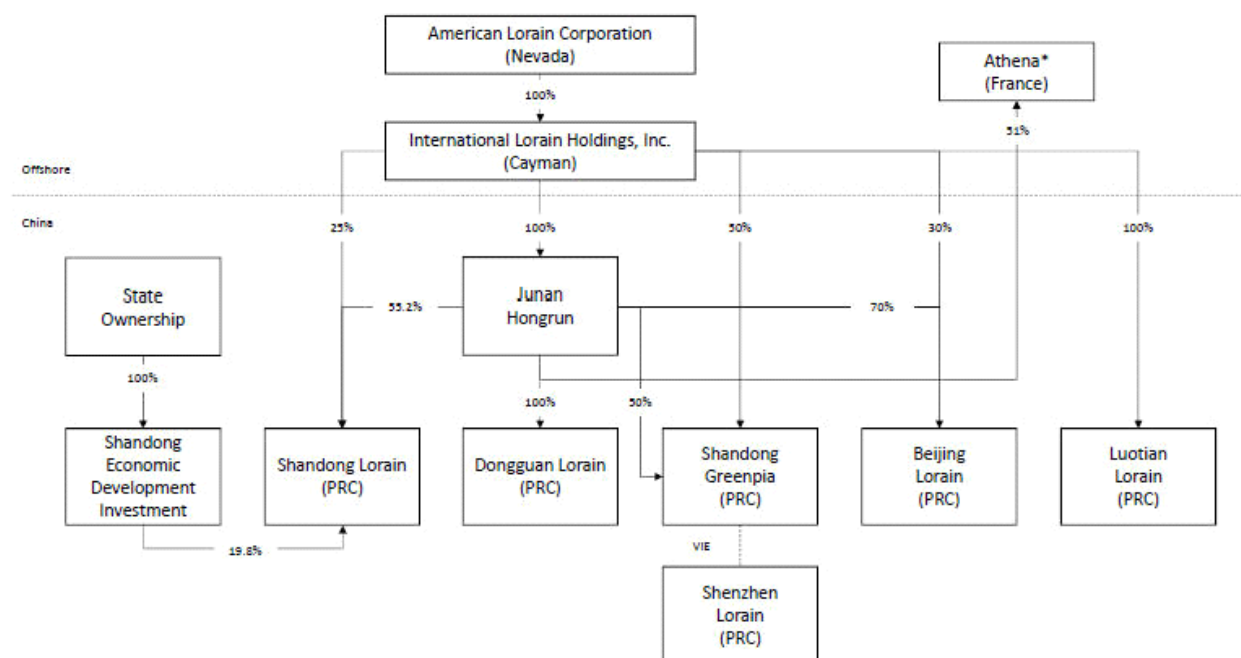 American Lorain Corporation
(Nevada)
Athena*
(France)
100%
51%
International Lorain Holdings, Inc.
(Cayman)
Offshore
China
25%
100%
50%
30%
100%
State
Ownership
Junan
Hongrun
55.2%
70%
100%
100%
50%
Shandong
Economic
Development
Investment
Shandong Lorain
(PRC)
Dongguan Lorain
(PRC)
Shandong
Greenpia
(PRC)
Beijing
Lorain
(PRC)
Luotian
Lorain
(PRC)
19.8%
VIE
Shenzhen
Lorain
(PRC)